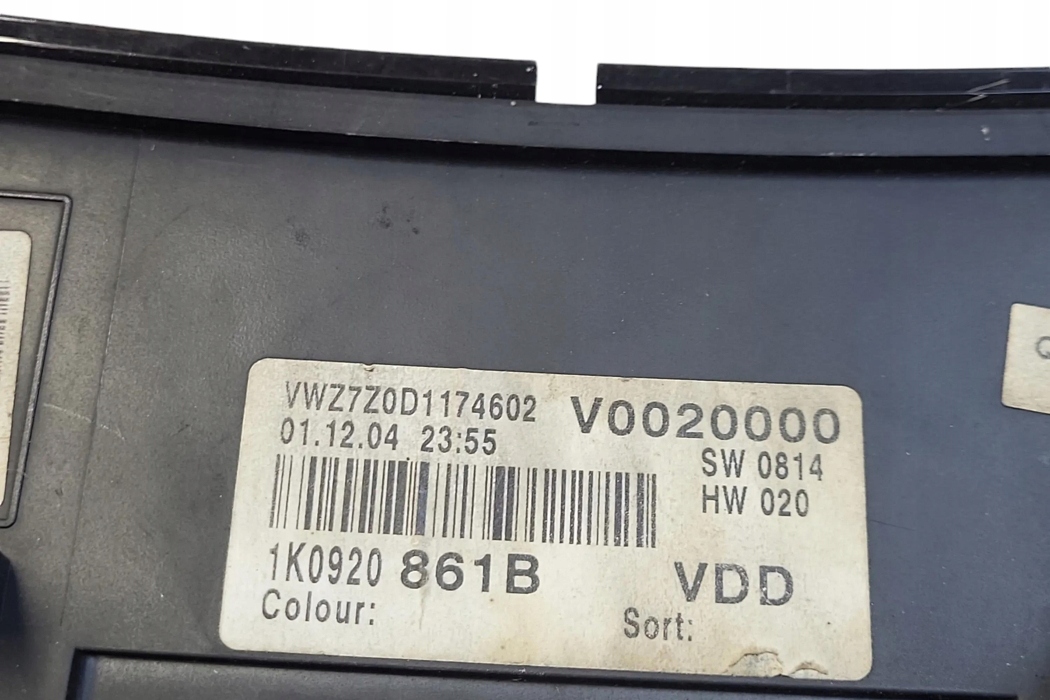 VWZ7Z0D1174602 V0020000
01.12.04 23:55 SW 0814
HW 020
1K0920 861B VDD
Colour: Sort:
Q